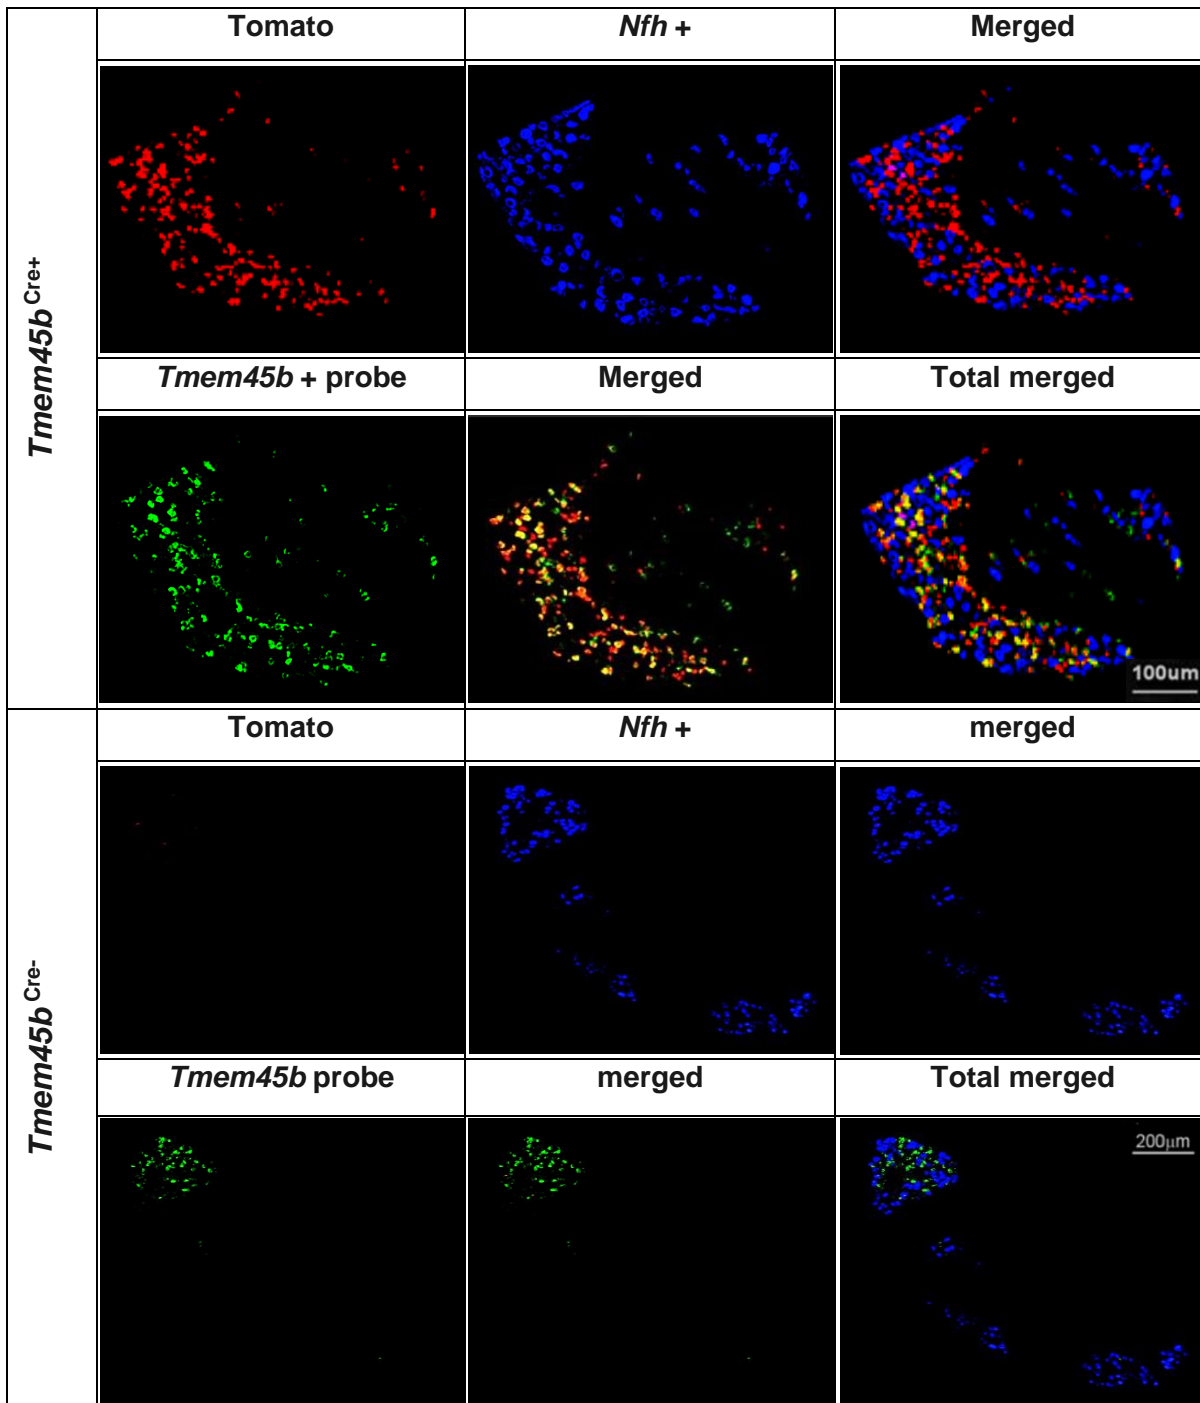 Tomato
Nfh +
Merged
Tmem45b Cre+
Tmem45b + probe
Merged
Total merged
100um
Tomato
Nfh +
merged
Tmem45b Cre-
Tmem45b probe
merged
Total merged
200µm